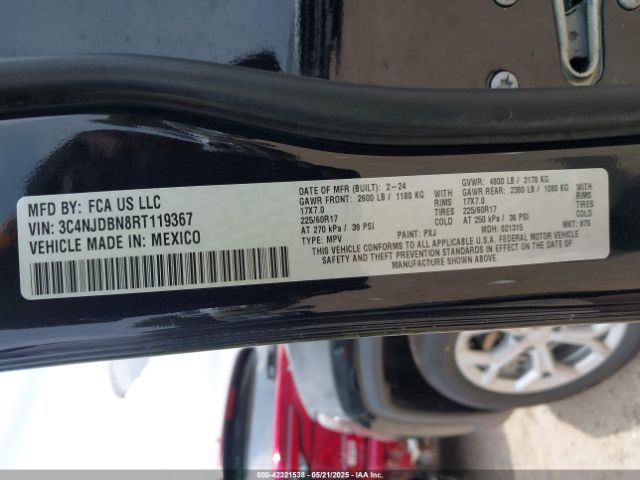 MFD BY: FCA US LLC
VIN: 3C4NJDBN8RT119367
VEHICLE MADE IN: MEXICO
DATE OF MFR (BUILT): 2-24
GAWR FRONT: 2600 LB / 1180 KG
17X7.0
225/60R17
AT 270 kPa / 39 PSI
TYPE: MPV
PAINT: PXJ
WITH
RIMS
TIRES
GVWR: 4800 LB / 2178 KG
GAWR REAR: 2380 LB / 1080 KG
17X7.0
225/60R17
AT 250 kPa / 36 PSI
MDH: 021315
MKT: 875
WITH
RIMS
TIRES
THIS VEHICLE CONFORMS TO ALL APPLICABLE U.S.A. FEDERAL MOTOR VEHICLE
SAFETY AND THEFT PREVENTION STANDARDS IN EFFECT ON THE DATE OF
MANUFACTURE SHOWN ABOVE.
000-42321538 - 05/21/2025 - IAAI.COM